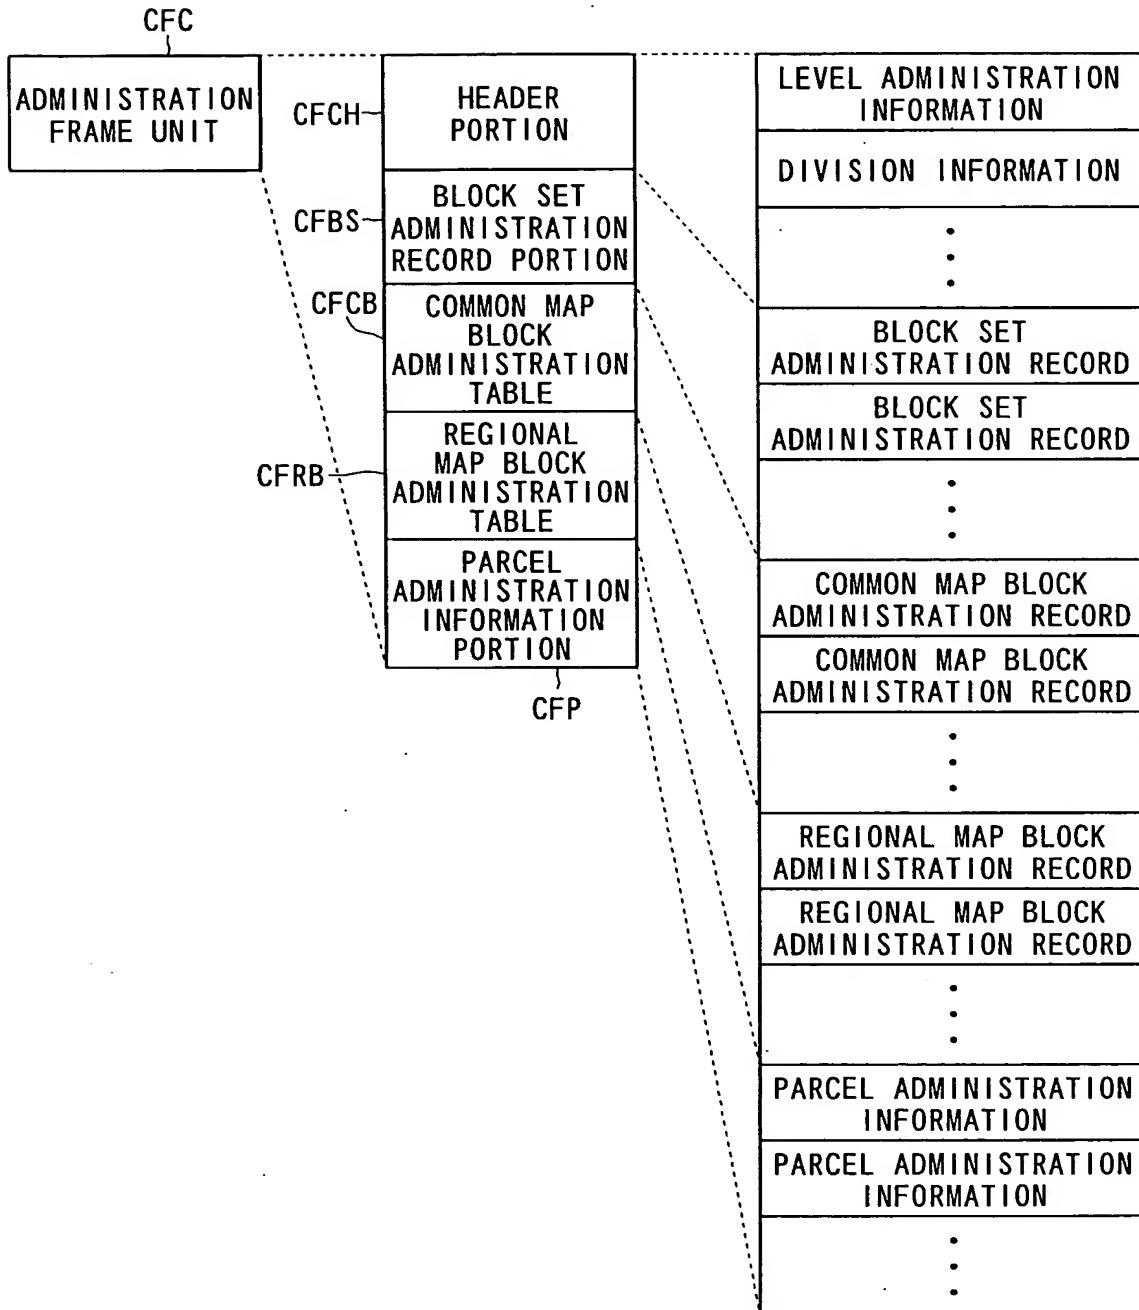 CFC
ADMINISTRATION
FRAME UNIT
CFCH
HEADER
PORTION
CFBS
BLOCK SET
ADMINISTRATION
RECORD PORTION
CFCB
COMMON MAP
BLOCK
ADMINISTRATION
TABLE
CFRB
REGIONAL
MAP BLOCK
ADMINISTRATION
TABLE
PARCEL
ADMINISTRATION
INFORMATION
PORTION
CFP
LEVEL ADMINISTRATION
INFORMATION
DIVISION INFORMATION
BLOCK SET
ADMINISTRATION RECORD
BLOCK SET
ADMINISTRATION RECORD
COMMON MAP BLOCK
ADMINISTRATION RECORD
COMMON MAP BLOCK
ADMINISTRATION RECORD
REGIONAL MAP BLOCK
ADMINISTRATION RECORD
REGIONAL MAP BLOCK
ADMINISTRATION RECORD
PARCEL ADMINISTRATION
INFORMATION
PARCEL ADMINISTRATION
INFORMATION